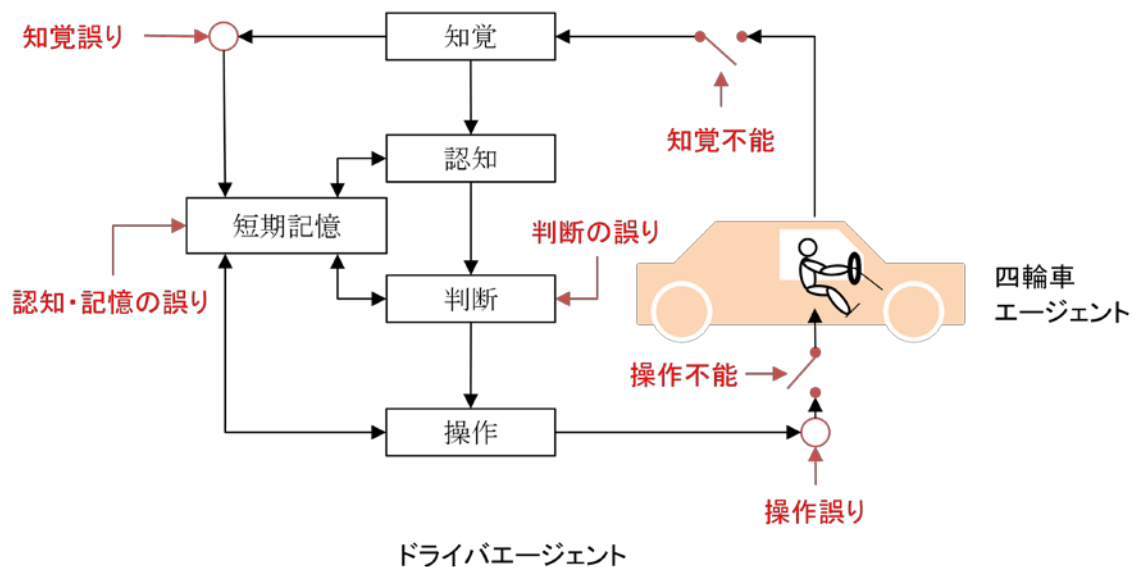 知覚誤り
知覚
知覚不能
認知
短期記憶
判断の誤り
認知・記憶の誤り
判断
四輪車
エージェント
操作不能
操作
操作誤り
ドライバエージェント